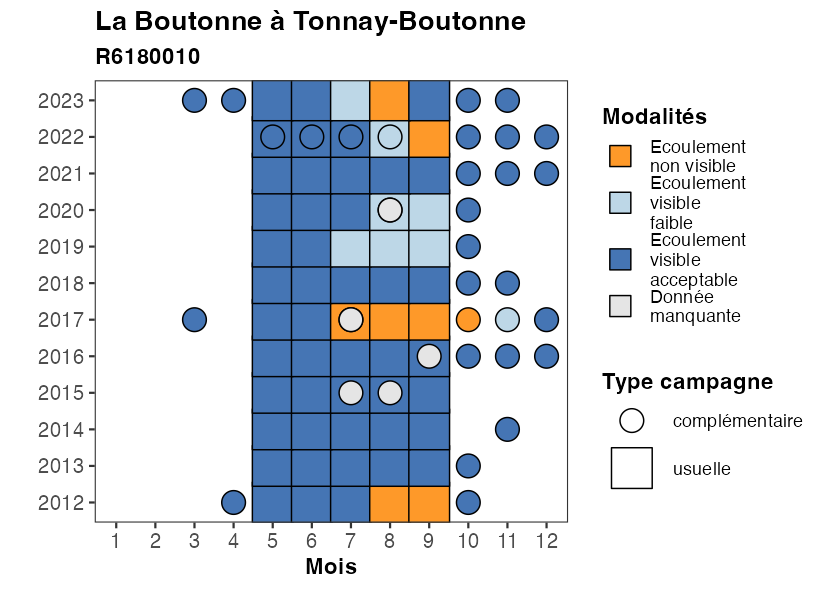 La Boutonne à Tonnay-Boutonne
R6180010
2023
2022
2021
2020
2019
2018
2017
2016
2015
2014
2013
2012
1 2 3 4 5 6 7 8 9 10 11 12
Mois
Modalités
Ecoulement
non visible
Ecoulement
visible
faible
Ecoulement
visible
acceptable
Donnée
manquante
Type campagne
complémentaire
usuelle